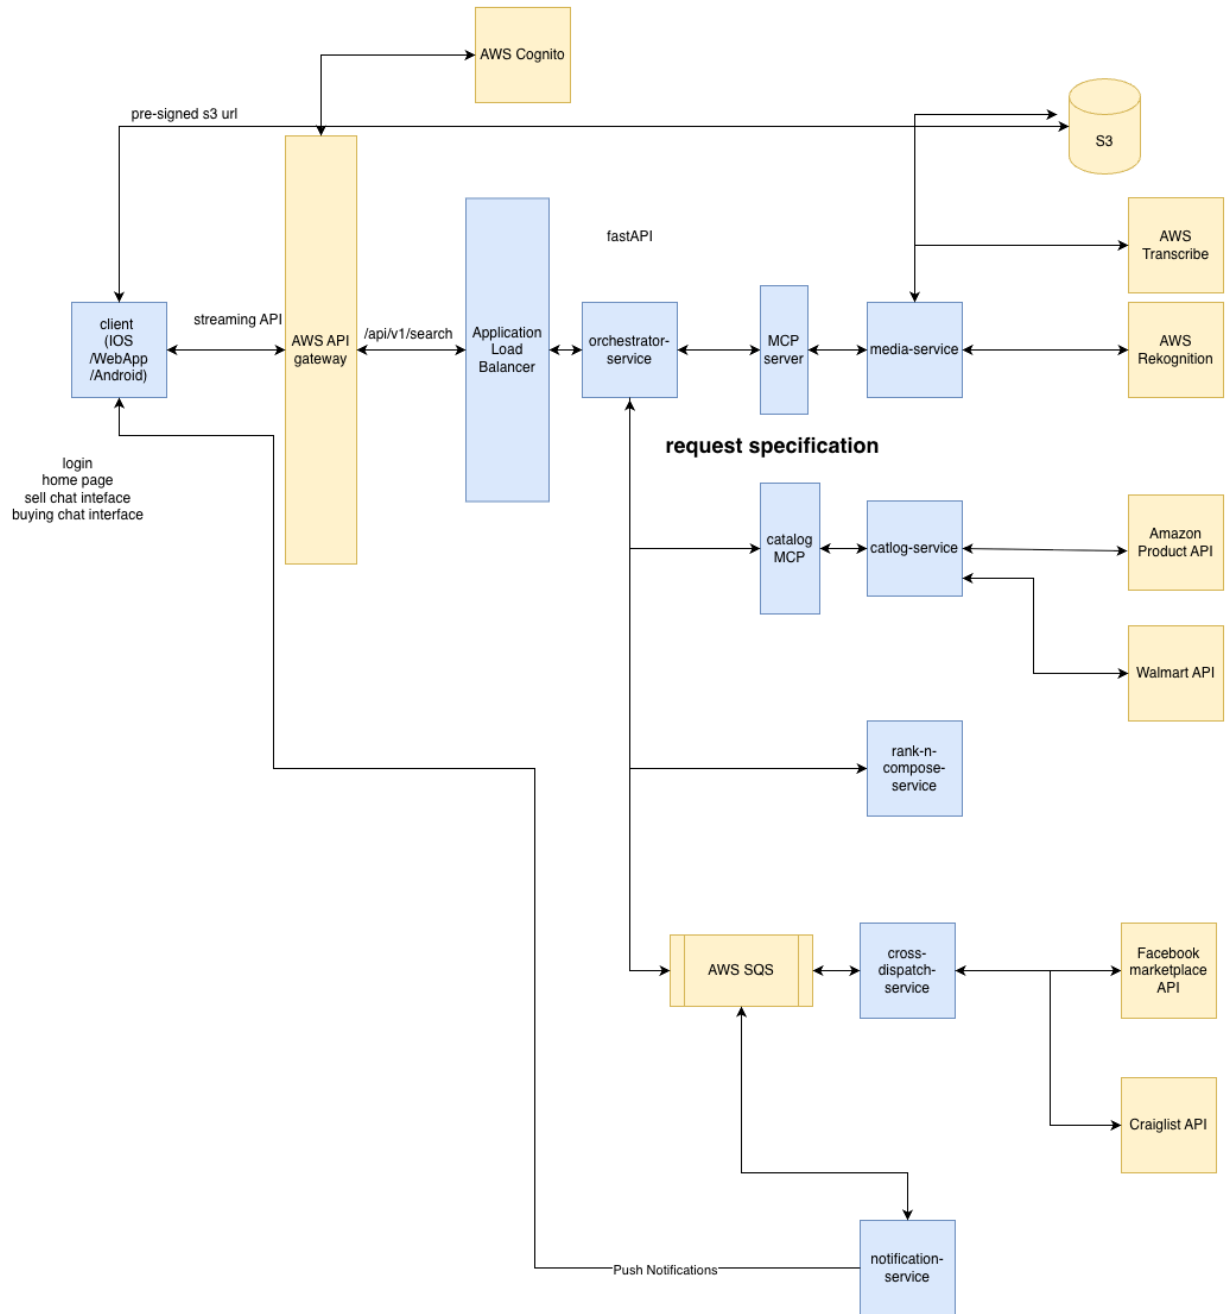 AWS Cognito
pre-signed s3 url
S3
fastAPI
AWS
Transcribe
client
(IOS
/WebApp
/Android)
streaming API
AWS API
gateway
/api/v1/search
Application
Load
Balancer
orchestrator-
service
MCP
server
media-service
AWS
Rekognition
request specification
login
home page
sell chat inteface
buying chat interface
catalog
MCP
catlog-service
Amazon
Product API
Walmart API
rank-n-
compose-
service
AWS SQS
cross-
dispatch-
service
Facebook
marketplace
API
Craiglist API
Push Notifications
notification-
service